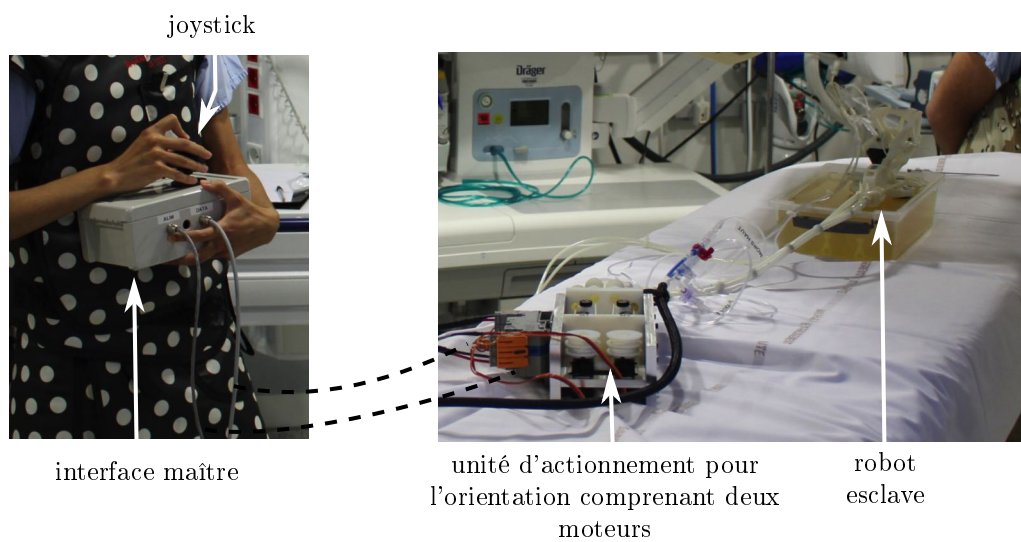 joystick
Dräger
ALIM
DATA
interface maître
unité d'actionnement pour
l'orientation comprenant deux
moteurs
robot
esclave